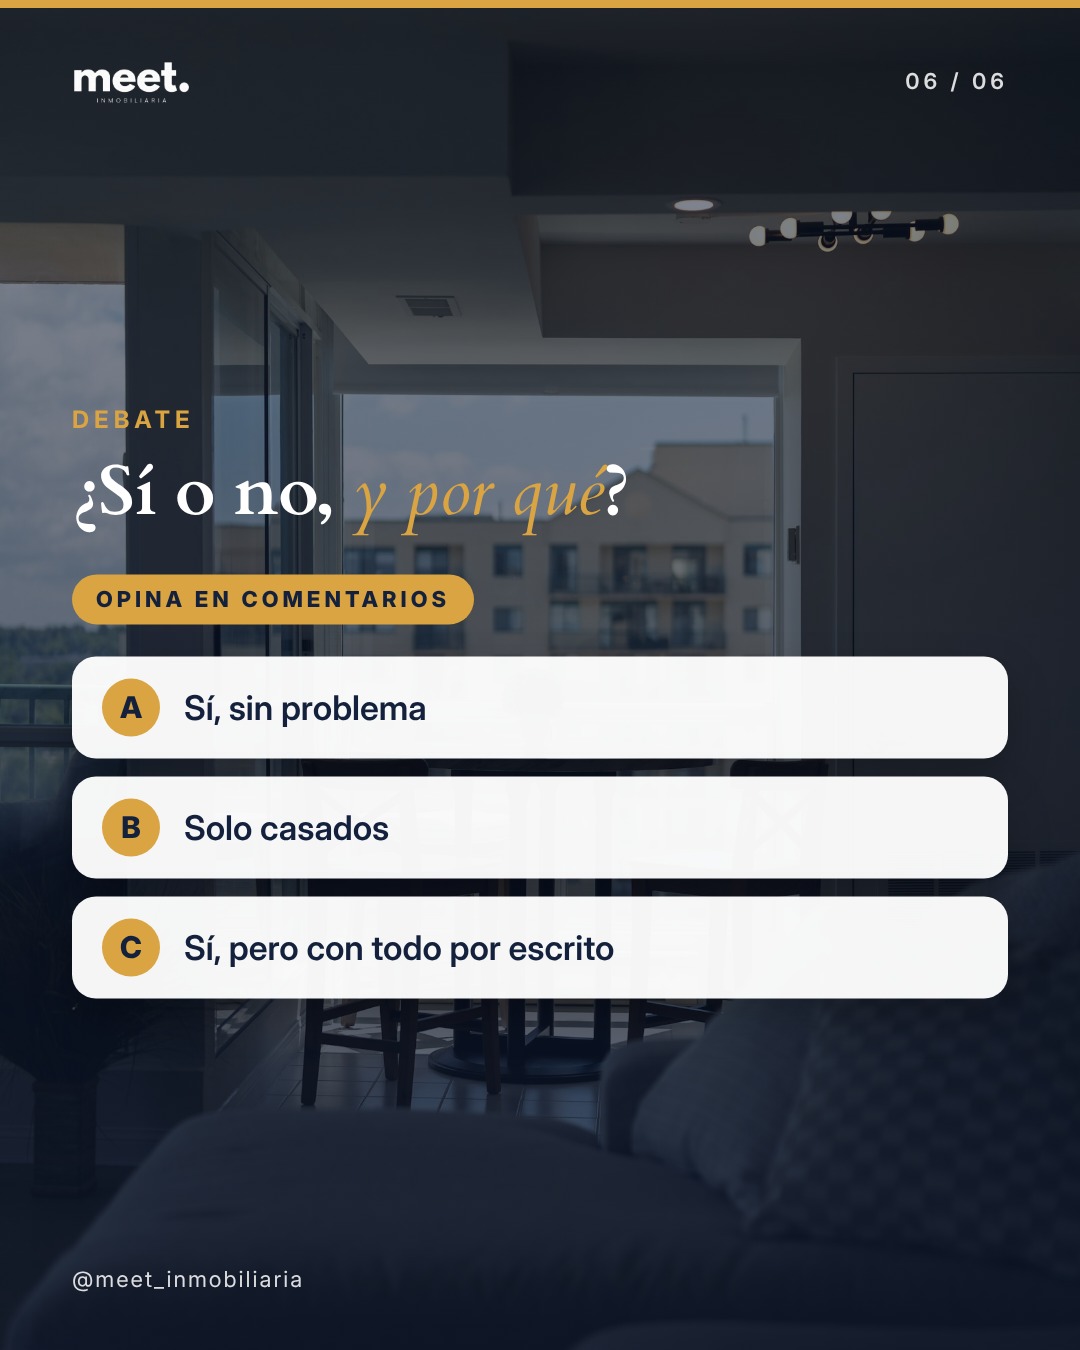 meet.
INMOBILIARIA
06 / 06
DEBATE
¿Sí o no, y por qué?
OPINA EN COMENTARIOS
A Sí, sin problema
B Solo casados
C Sí, pero con todo por escrito
@meet_inmobiliaria